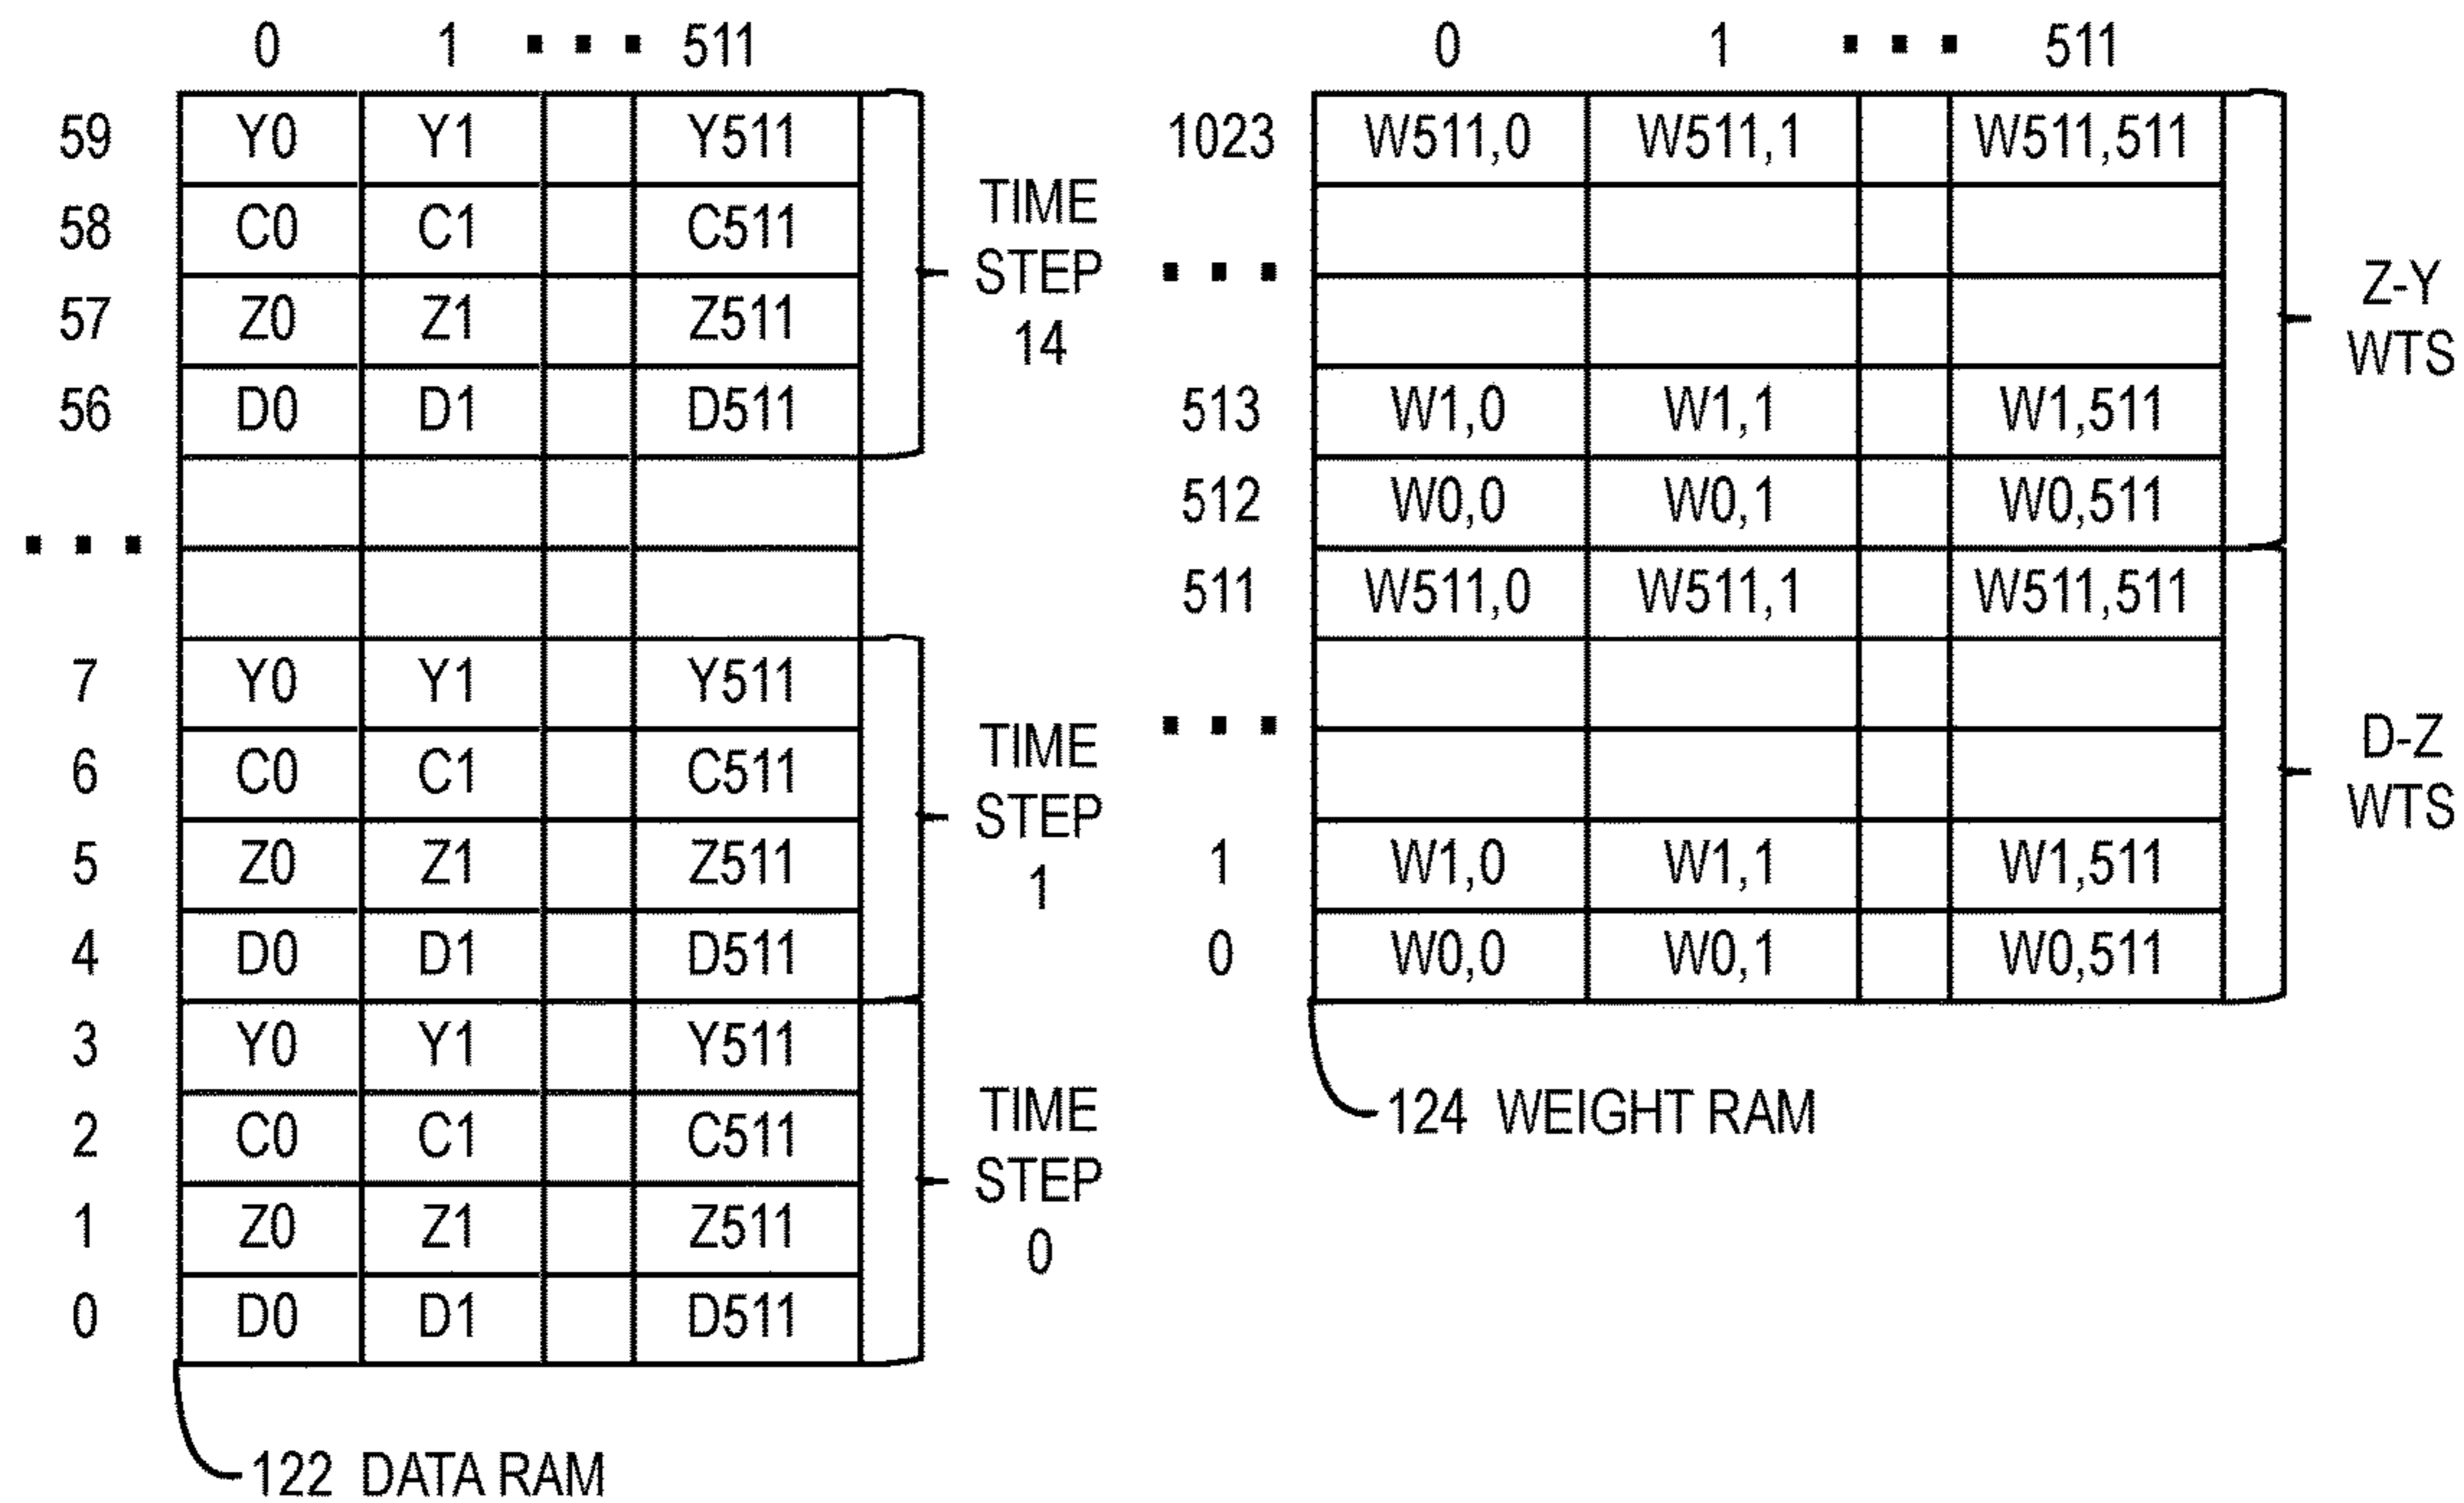 0 1 ... 511
59 Y0 Y1 Y511
58 C0 C1 C511
57 Z0 Z1 Z511
56 D0 D1 D511
TIME
STEP
14
...
7 Y0 Y1 Y511
6 C0 C1 C511
5 Z0 Z1 Z511
4 D0 D1 D511
TIME
STEP
1
3 Y0 Y1 Y511
2 C0 C1 C511
1 Z0 Z1 Z511
0 D0 D1 D511
TIME
STEP
0
122 DATA RAM
0 1 ... 511
1023 W511,0 W511,1 W511,511
...
513 W1,0 W1,1 W1,511
512 W0,0 W0,1 W0,511
Z-Y
WTS
511 W511,0 W511,1 W511,511
...
1 W1,0 W1,1 W1,511
0 W0,0 W0,1 W0,511
D-Z
WTS
124 WEIGHT RAM